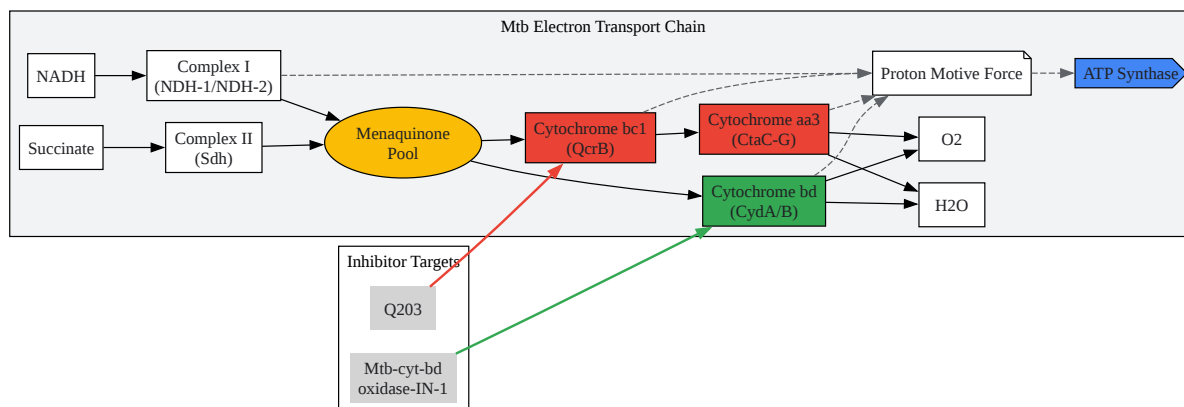 Mtb Electron Transport Chain
NADH
Complex I
(NDH-1/NDH-2)
Proton Motive Force
ATP Synthase
Succinate
Complex II
(Sdh)
Menaquinone
Pool
Cytochrome bc1
(QcrB)
Cytochrome aa3
(CtaC-G)
O2
Cytochrome bd
(CydA/B)
H2O
Inhibitor Targets
Q203
Mtb-cyt-bd
oxidase-IN-1